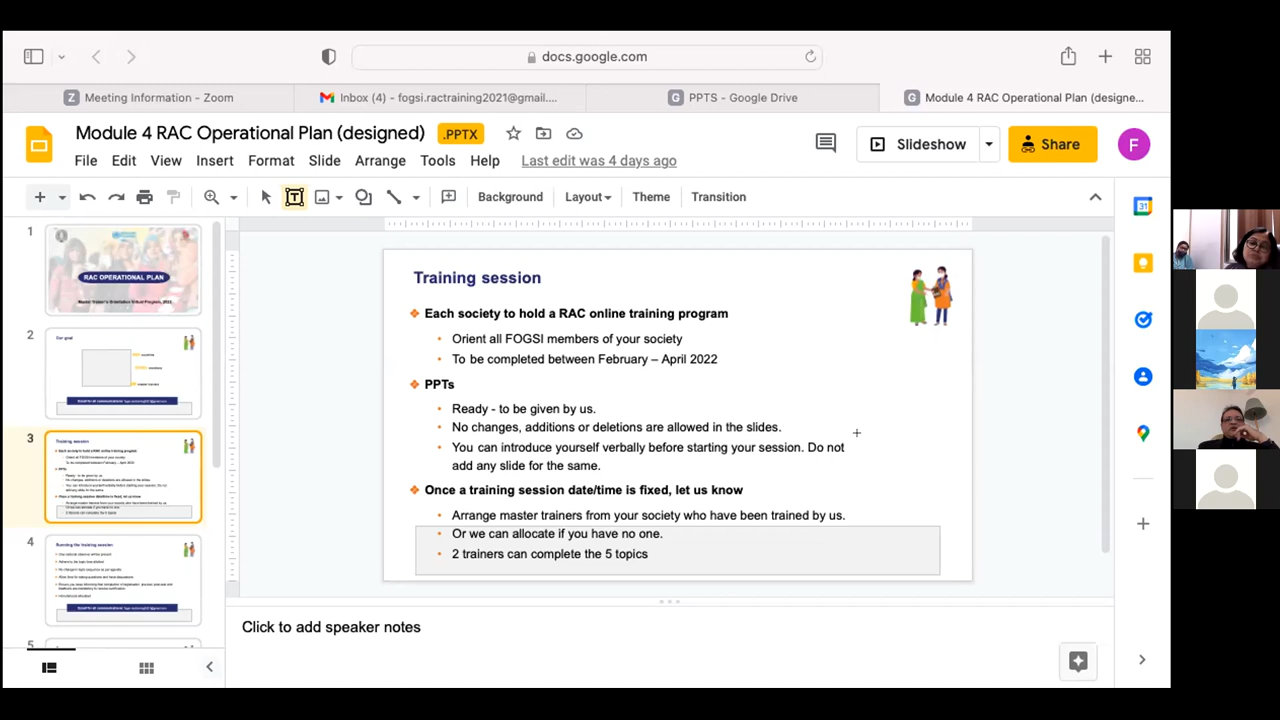 docs.google.com
Meeting Information - Zoom
Inbox (4) - fogsi.ractraining2021@gmail....
PPTS - Google Drive
Module 4 RAC Operational Plan (designe...
Module 4 RAC Operational Plan (designed)
.PPTX
Slideshow
Share
F
File Edit View Insert Format Slide Arrange Tools Help Last edit was 4 days ago
Background Layout Theme Transition
31
1
RAC OPERATIONAL PLAN
2
Our goal
3
Training session
4
Running the training session
5
Training session
❖ Each society to hold a RAC online training program
• Orient all FOGSI members of your society
• To be completed between February – April 2022
❖ PPTs
• Ready - to be given by us.
• No changes, additions or deletions are allowed in the slides.
• You can introduce yourself verbally before starting your session. Do not
add any slide for the same.
❖ Once a training session date/time is fixed, let us know
• Arrange master trainers from your society who have been trained by us.
• Or we can allocate if you have no one.
• 2 trainers can complete the 5 topics
Click to add speaker notes